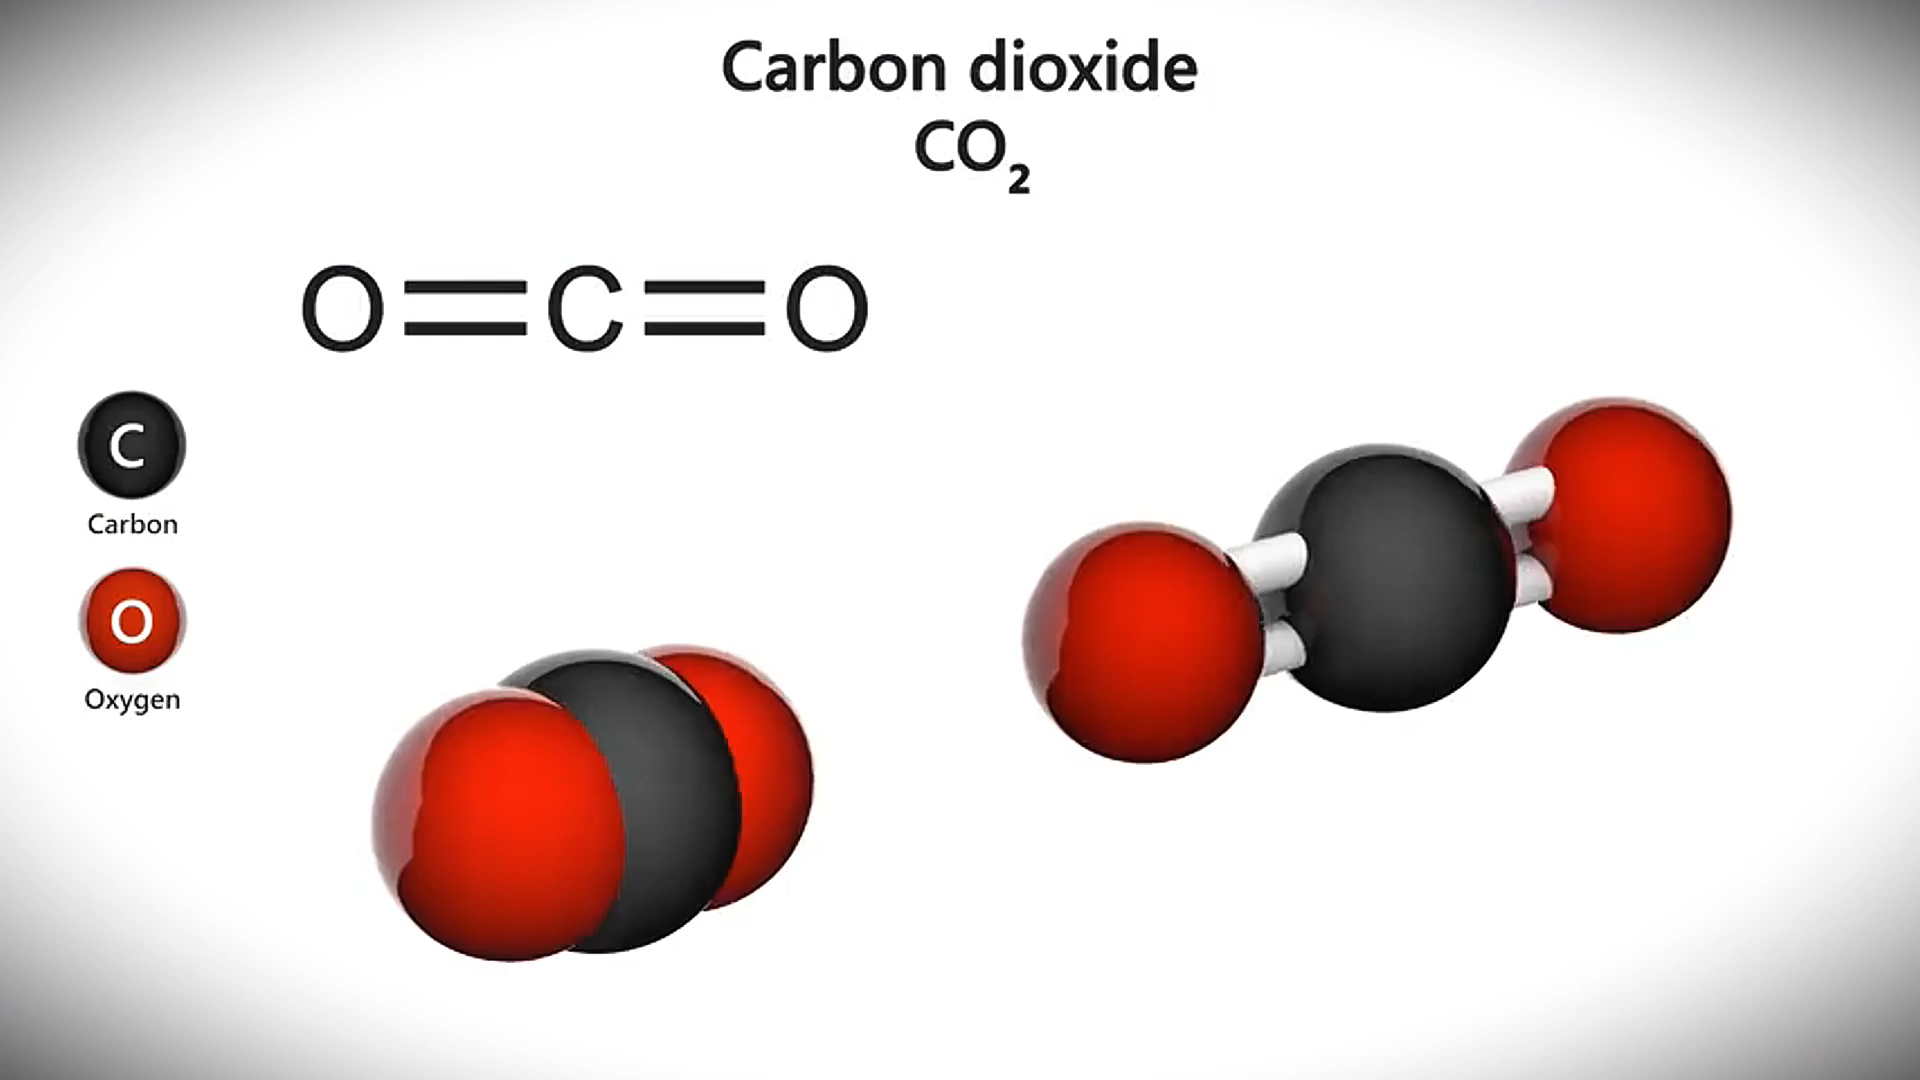 Carbon dioxide
CO₂
O=C=O
C
Carbon
O
Oxygen